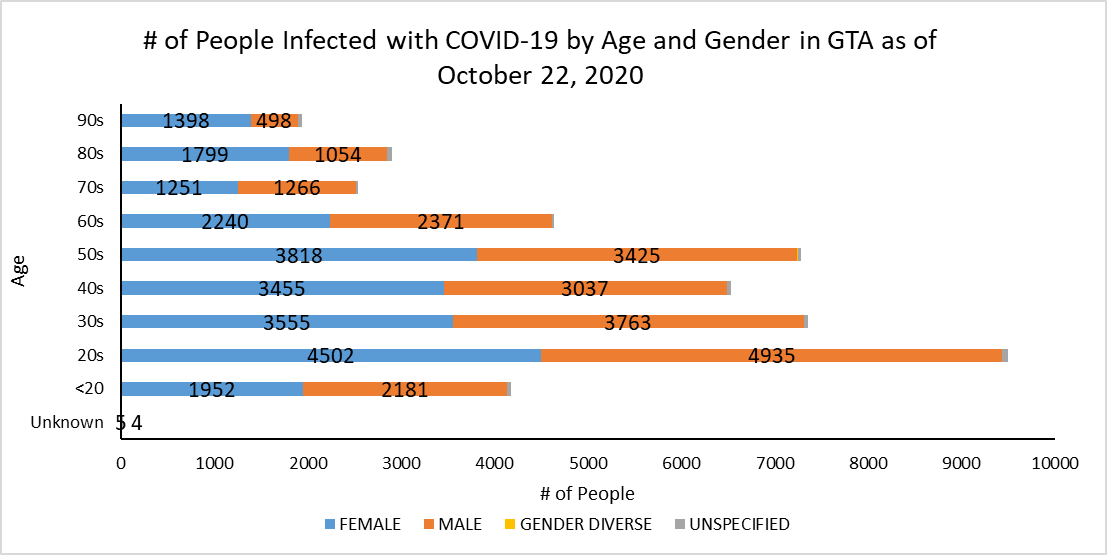 # of People Infected with COVID-19 by Age and Gender in GTA as of
October 22, 2020
90s 1398 498
80s 1799 1054
70s 1251 1266
60s 2240 2371
50s 3818 3425
40s 3455 3037
30s 3555 3763
20s 4502 4935
<20 1952 2181
Unknown 5 4
Age
0 1000 2000 3000 4000 5000 6000 7000 8000 9000 10000
# of People
FEMALE MALE GENDER DIVERSE UNSPECIFIED